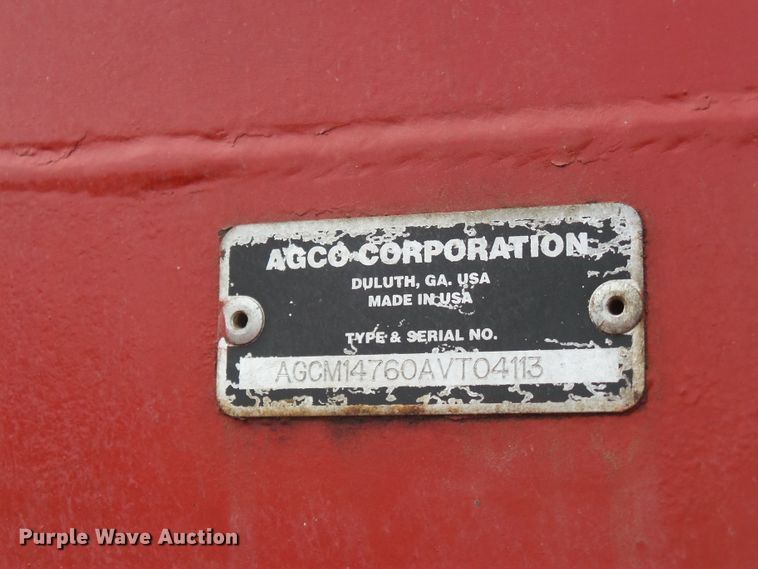 AGCO CORPORATION
DULUTH, GA. USA
MADE IN USA
TYPE & SERIAL NO.
AGCM14760AVT04113
Purple Wave Auction